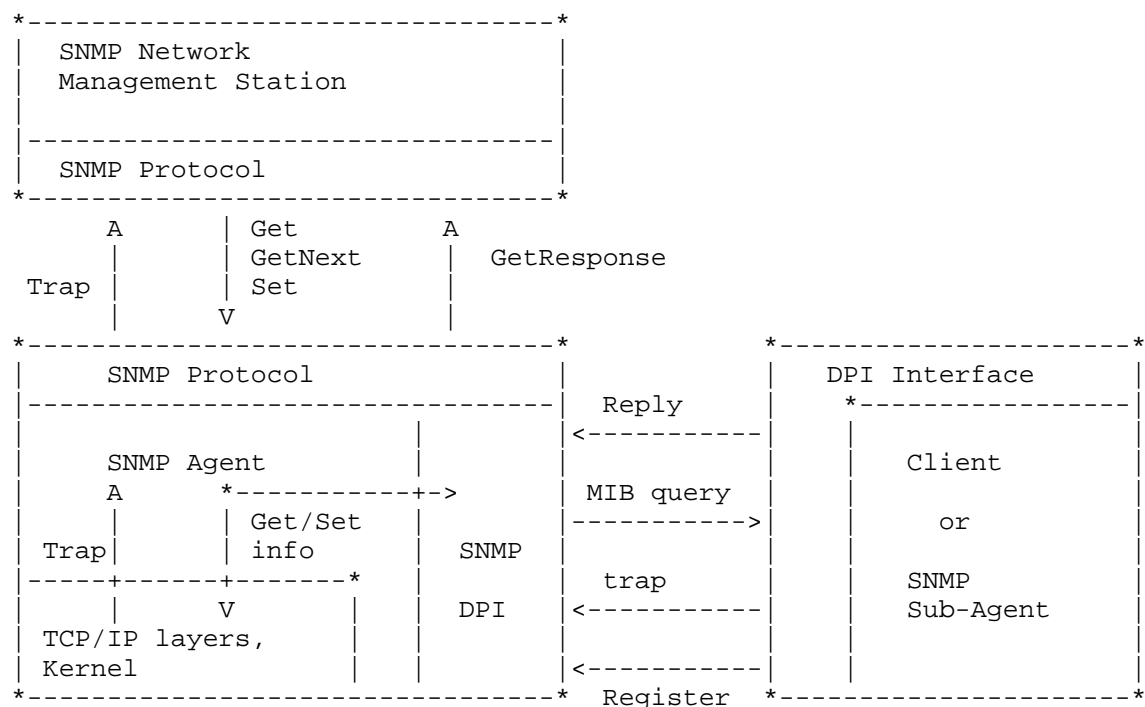 SNMP Network
Management Station
SNMP Protocol
A | Get A
GetNext GetResponse
Trap Set
V
SNMP Protocol DPI Interface
Reply
SNMP Agent Client
A MIB query
Get/Set or
Trap info SNMP
trap SNMP
V DPI Sub-Agent
TCP/IP layers,
Kernel
Register